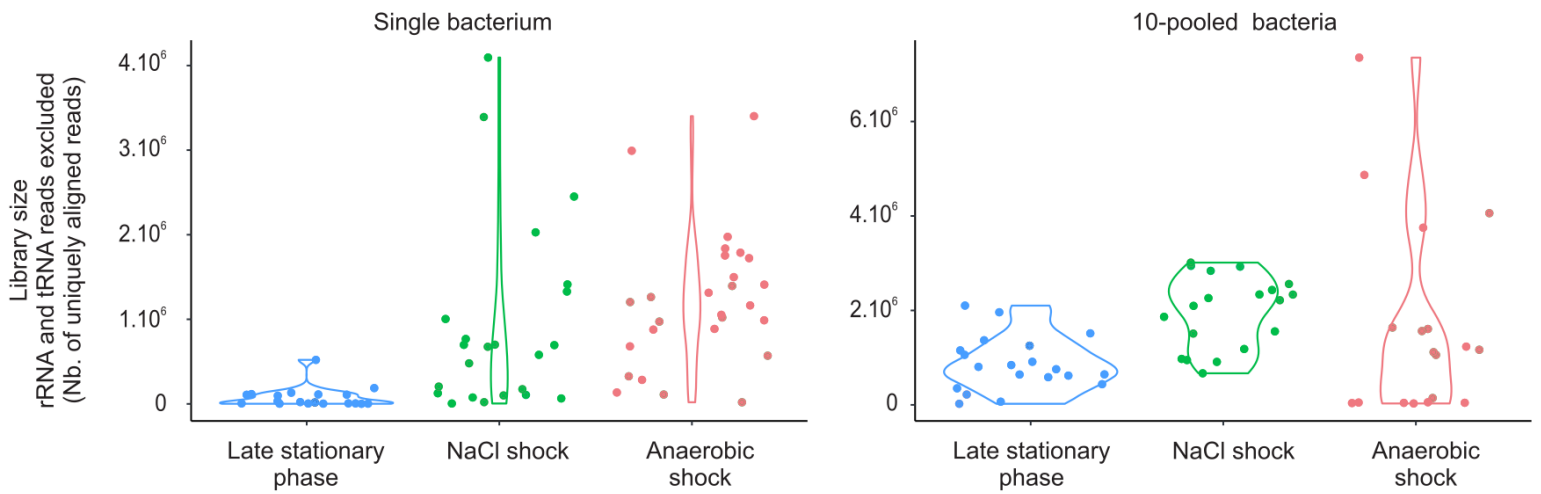 Single bacterium
10-pooled  bacteria
Library size
rRNA and tRNA reads excluded
(Nb. of uniquely aligned reads)
4.10⁶
3.10⁶
2.10⁶
1.10⁶
0
6.10⁶
4.10⁶
2.10⁶
0
Late stationary
phase
NaCl shock
Anaerobic
shock
Late stationary
phase
NaCl shock
Anaerobic
shock